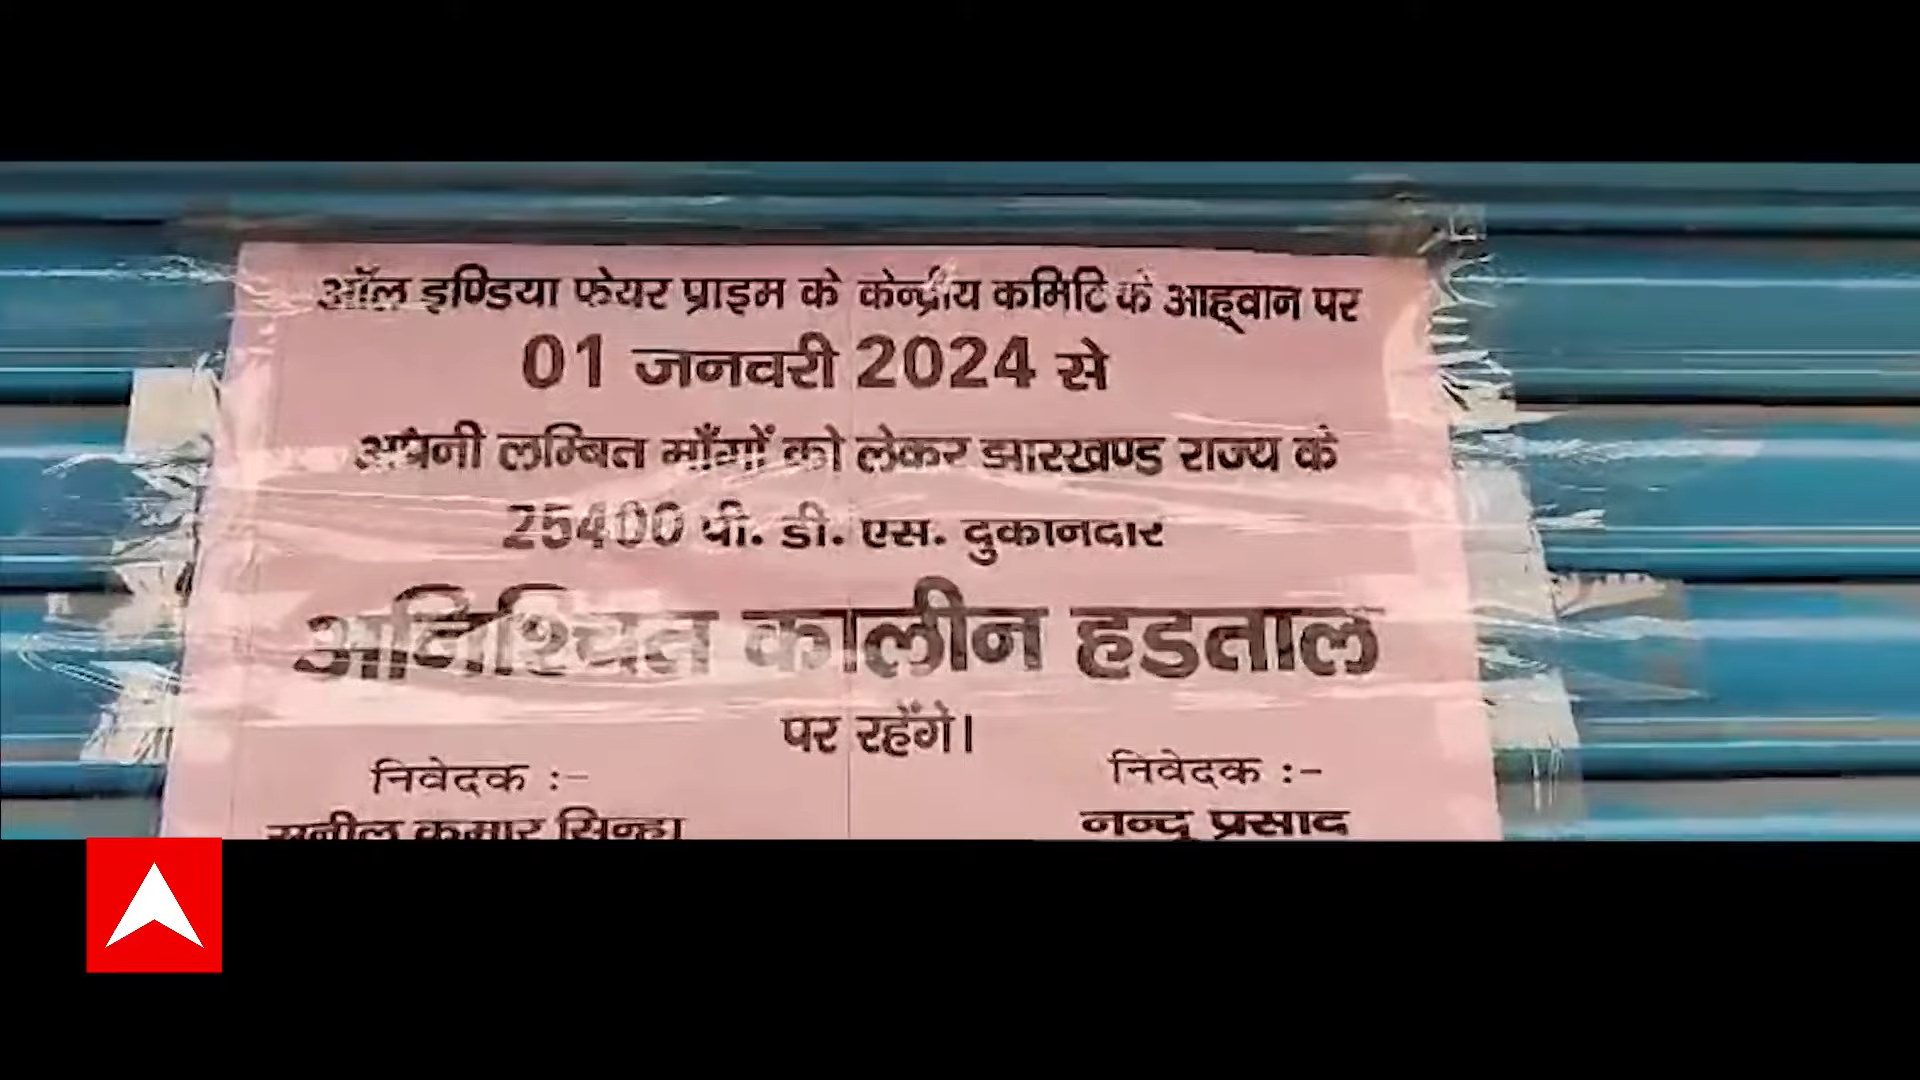 ऑल इण्डिया फेयर प्राइम के केन्द्रीय कमिटि के आह्वान पर
01 जनवरी 2024 से
अपनी लम्बित माँगों को लेकर झारखण्ड राज्य के
25400 पी. डी. एस. दुकानदार
अनिश्चित कालीन हडताल
पर रहेंगे।
निवेदक :- निवेदक :-
सुनील कुमार सिन्हा नन्दु प्रसाद